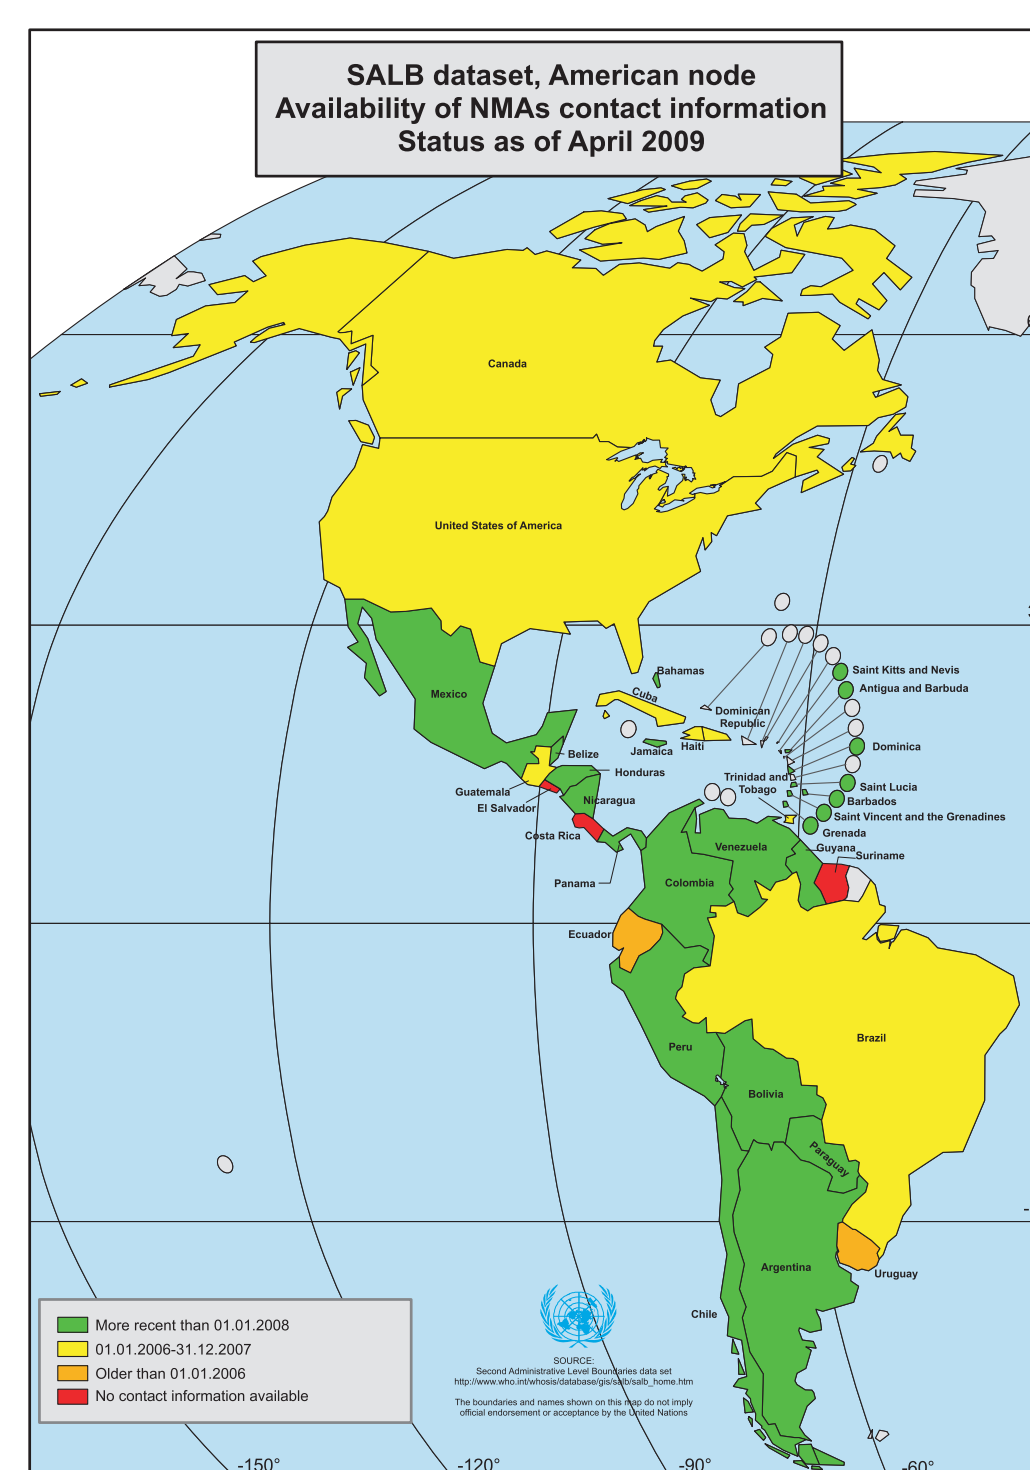 SALB dataset, American node
Availability of NMAs contact information
Status as of April 2009
Canada
United States of America
Mexico
Bahamas
Cuba
Dominican
Republic
Haiti
Jamaica
Belize
Honduras
Guatemala
El Salvador
Nicaragua
Costa Rica
Panama
Saint Kitts and Nevis
Antigua and Barbuda
Dominica
Saint Lucia
Barbados
Saint Vincent and the Grenadines
Grenada
Trinidad and
Tobago
Guyana
Suriname
Venezuela
Colombia
Ecuador
Peru
Brazil
Bolivia
Paraguay
Argentina
Uruguay
Chile
More recent than 01.01.2008
01.01.2006-31.12.2007
Older than 01.01.2006
No contact information available
SOURCE:
Second Administrative Level Boundaries data set
http://www.who.int/whosis/database/gis/salb/salb_home.htm
The boundaries and names shown on this map do not imply
official endorsement or acceptance by the United Nations
-150°
-120°
-90°
-60°